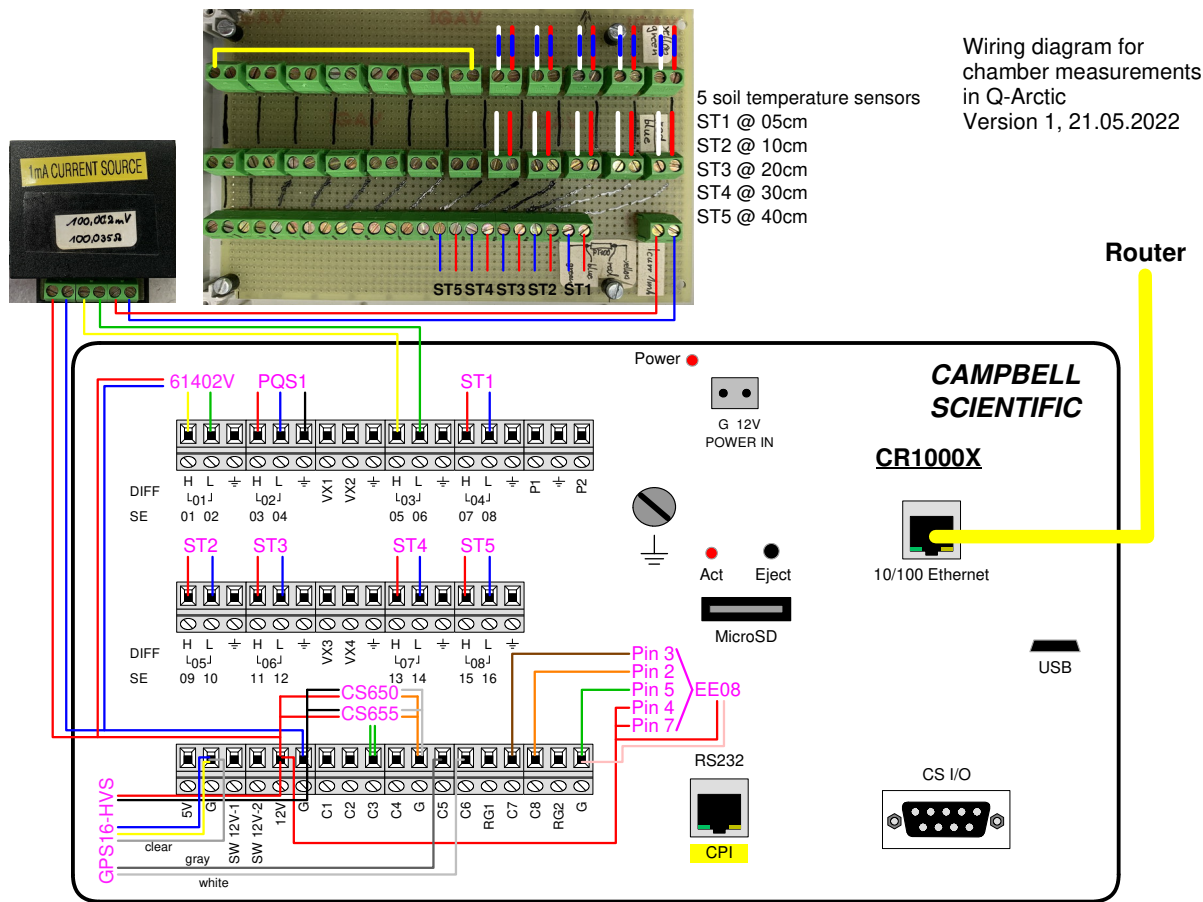 Wiring diagram for
chamber measurements
in Q-Arctic
Version 1, 21.05.2022
yellow
green
5 soil temperature sensors
ST1 @ 05cm
ST2 @ 10cm
ST3 @ 20cm
ST4 @ 30cm
ST5 @ 40cm
red
blue
1mA CURRENT SOURCE
100,035Ω
ST5 ST4 ST3 ST2 ST1
Router
Power
CAMPBELL
SCIENTIFIC
G 12V
POWER IN
CR1000X
61402V PQS1 ST1
DIFF H L H L VX1 VX2 H L H L P1 P2
01 02 03 04
SE 01 02 03 04 05 06 07 08
10/100 Ethernet
Act Eject
MicroSD
USB
ST2 ST3 ST4 ST5
DIFF H L H L VX3 VX4 H L H L
05 06 07 08
SE 09 10 11 12 13 14 15 16
CS650
CS655
Pin 3
Pin 2
Pin 5
Pin 4
Pin 7
EE08
5V G SW 12V-1 SW 12V-2 12V G C1 C2 C3 C4 G C5 C6 RG1 C7 C8 RG2 G
GPS16-HVS
clear
gray
white
RS232
CPI
CS I/O